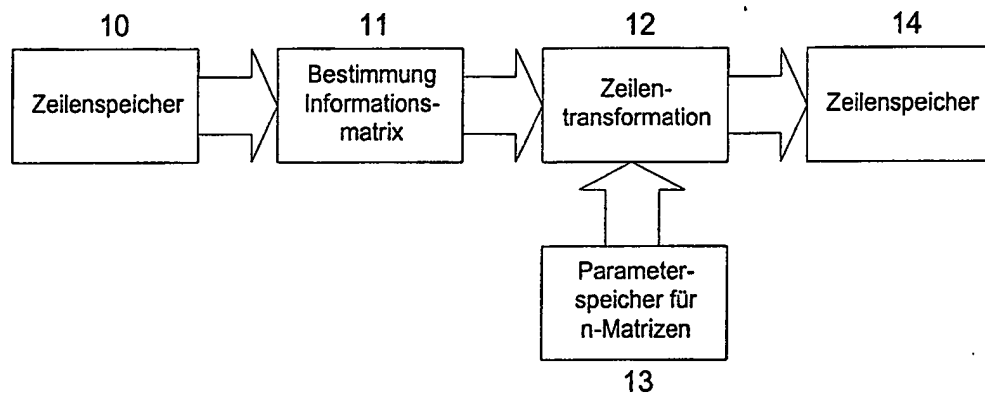 10
11
12
14
Zeilenspeicher
Bestimmung
Informations-
matrix
Zeilen-
transformation
Zeilenspeicher
Parameter-
speicher für
n-Matrizen
13